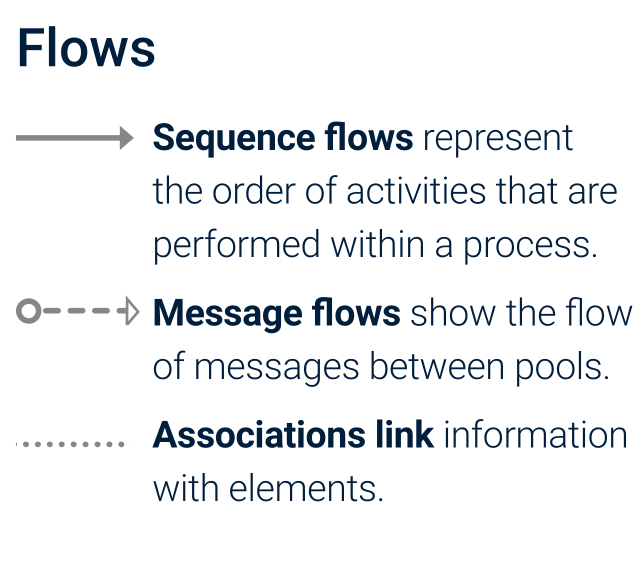 Flows
Sequence flows represent
the order of activities that are
performed within a process.
Message flows show the flow
of messages between pools.
Associations link information
with elements.